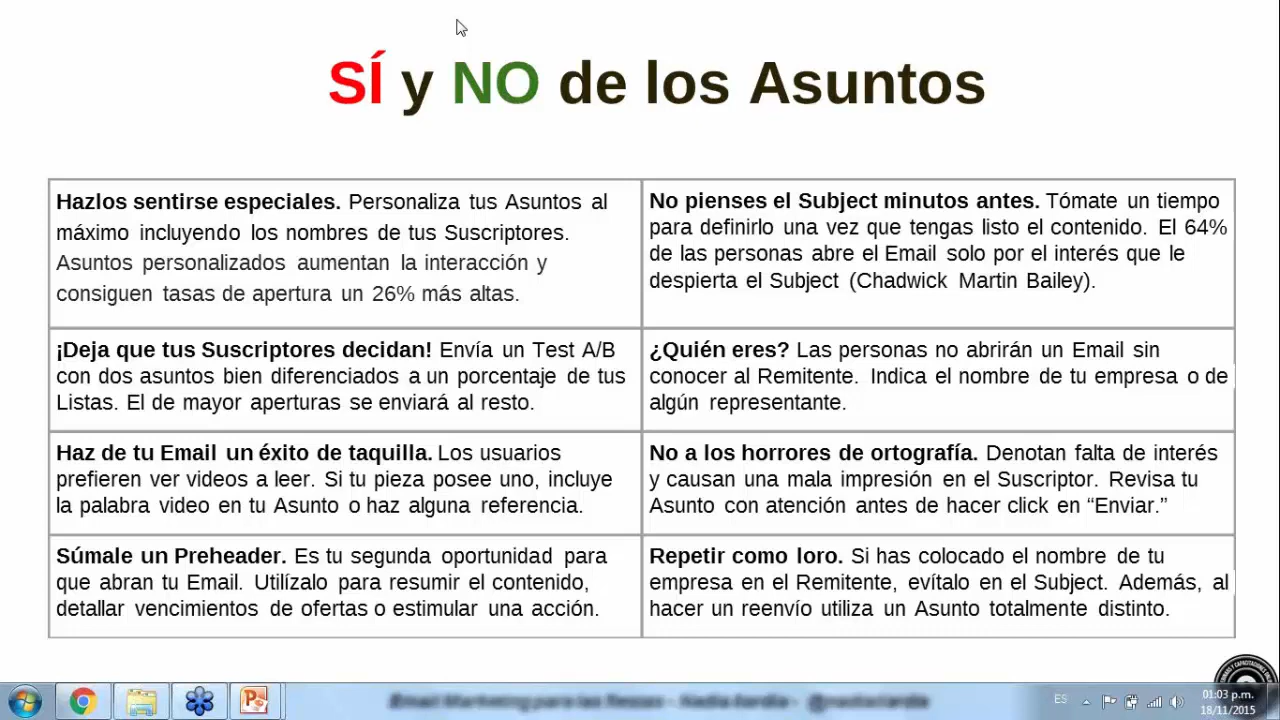 SÍ y NO de los Asuntos
Hazlos sentirse especiales. Personaliza tus Asuntos al
máximo incluyendo los nombres de tus Suscriptores.
Asuntos personalizados aumentan la interacción y
consiguen tasas de apertura un 26% más altas.
No pienses el Subject minutos antes. Tómate un tiempo
para definirlo una vez que tengas listo el contenido. El 64%
de las personas abre el Email solo por el interés que le
despierta el Subject (Chadwick Martin Bailey).
¡Deja que tus Suscriptores decidan! Envía un Test A/B
con dos asuntos bien diferenciados a un porcentaje de tus
Listas. El de mayor aperturas se enviará al resto.
¿Quién eres? Las personas no abrirán un Email sin
conocer al Remitente. Indica el nombre de tu empresa o de
algún representante.
Haz de tu Email un éxito de taquilla. Los usuarios
prefieren ver videos a leer. Si tu pieza posee uno, incluye
la palabra video en tu Asunto o haz alguna referencia.
No a los horrores de ortografía. Denotan falta de interés
y causan una mala impresión en el Suscriptor. Revisa tu
Asunto con atención antes de hacer click en “Enviar.”
Súmale un Preheader. Es tu segunda oportunidad para
que abran tu Email. Utilízalo para resumir el contenido,
detallar vencimientos de ofertas o estimular una acción.
Repetir como loro. Si has colocado el nombre de tu
empresa en el Remitente, evítalo en el Subject. Además, al
hacer un reenvío utiliza un Asunto totalmente distinto.
Email Marketing
ES
01:03 p.m.
18/11/2015